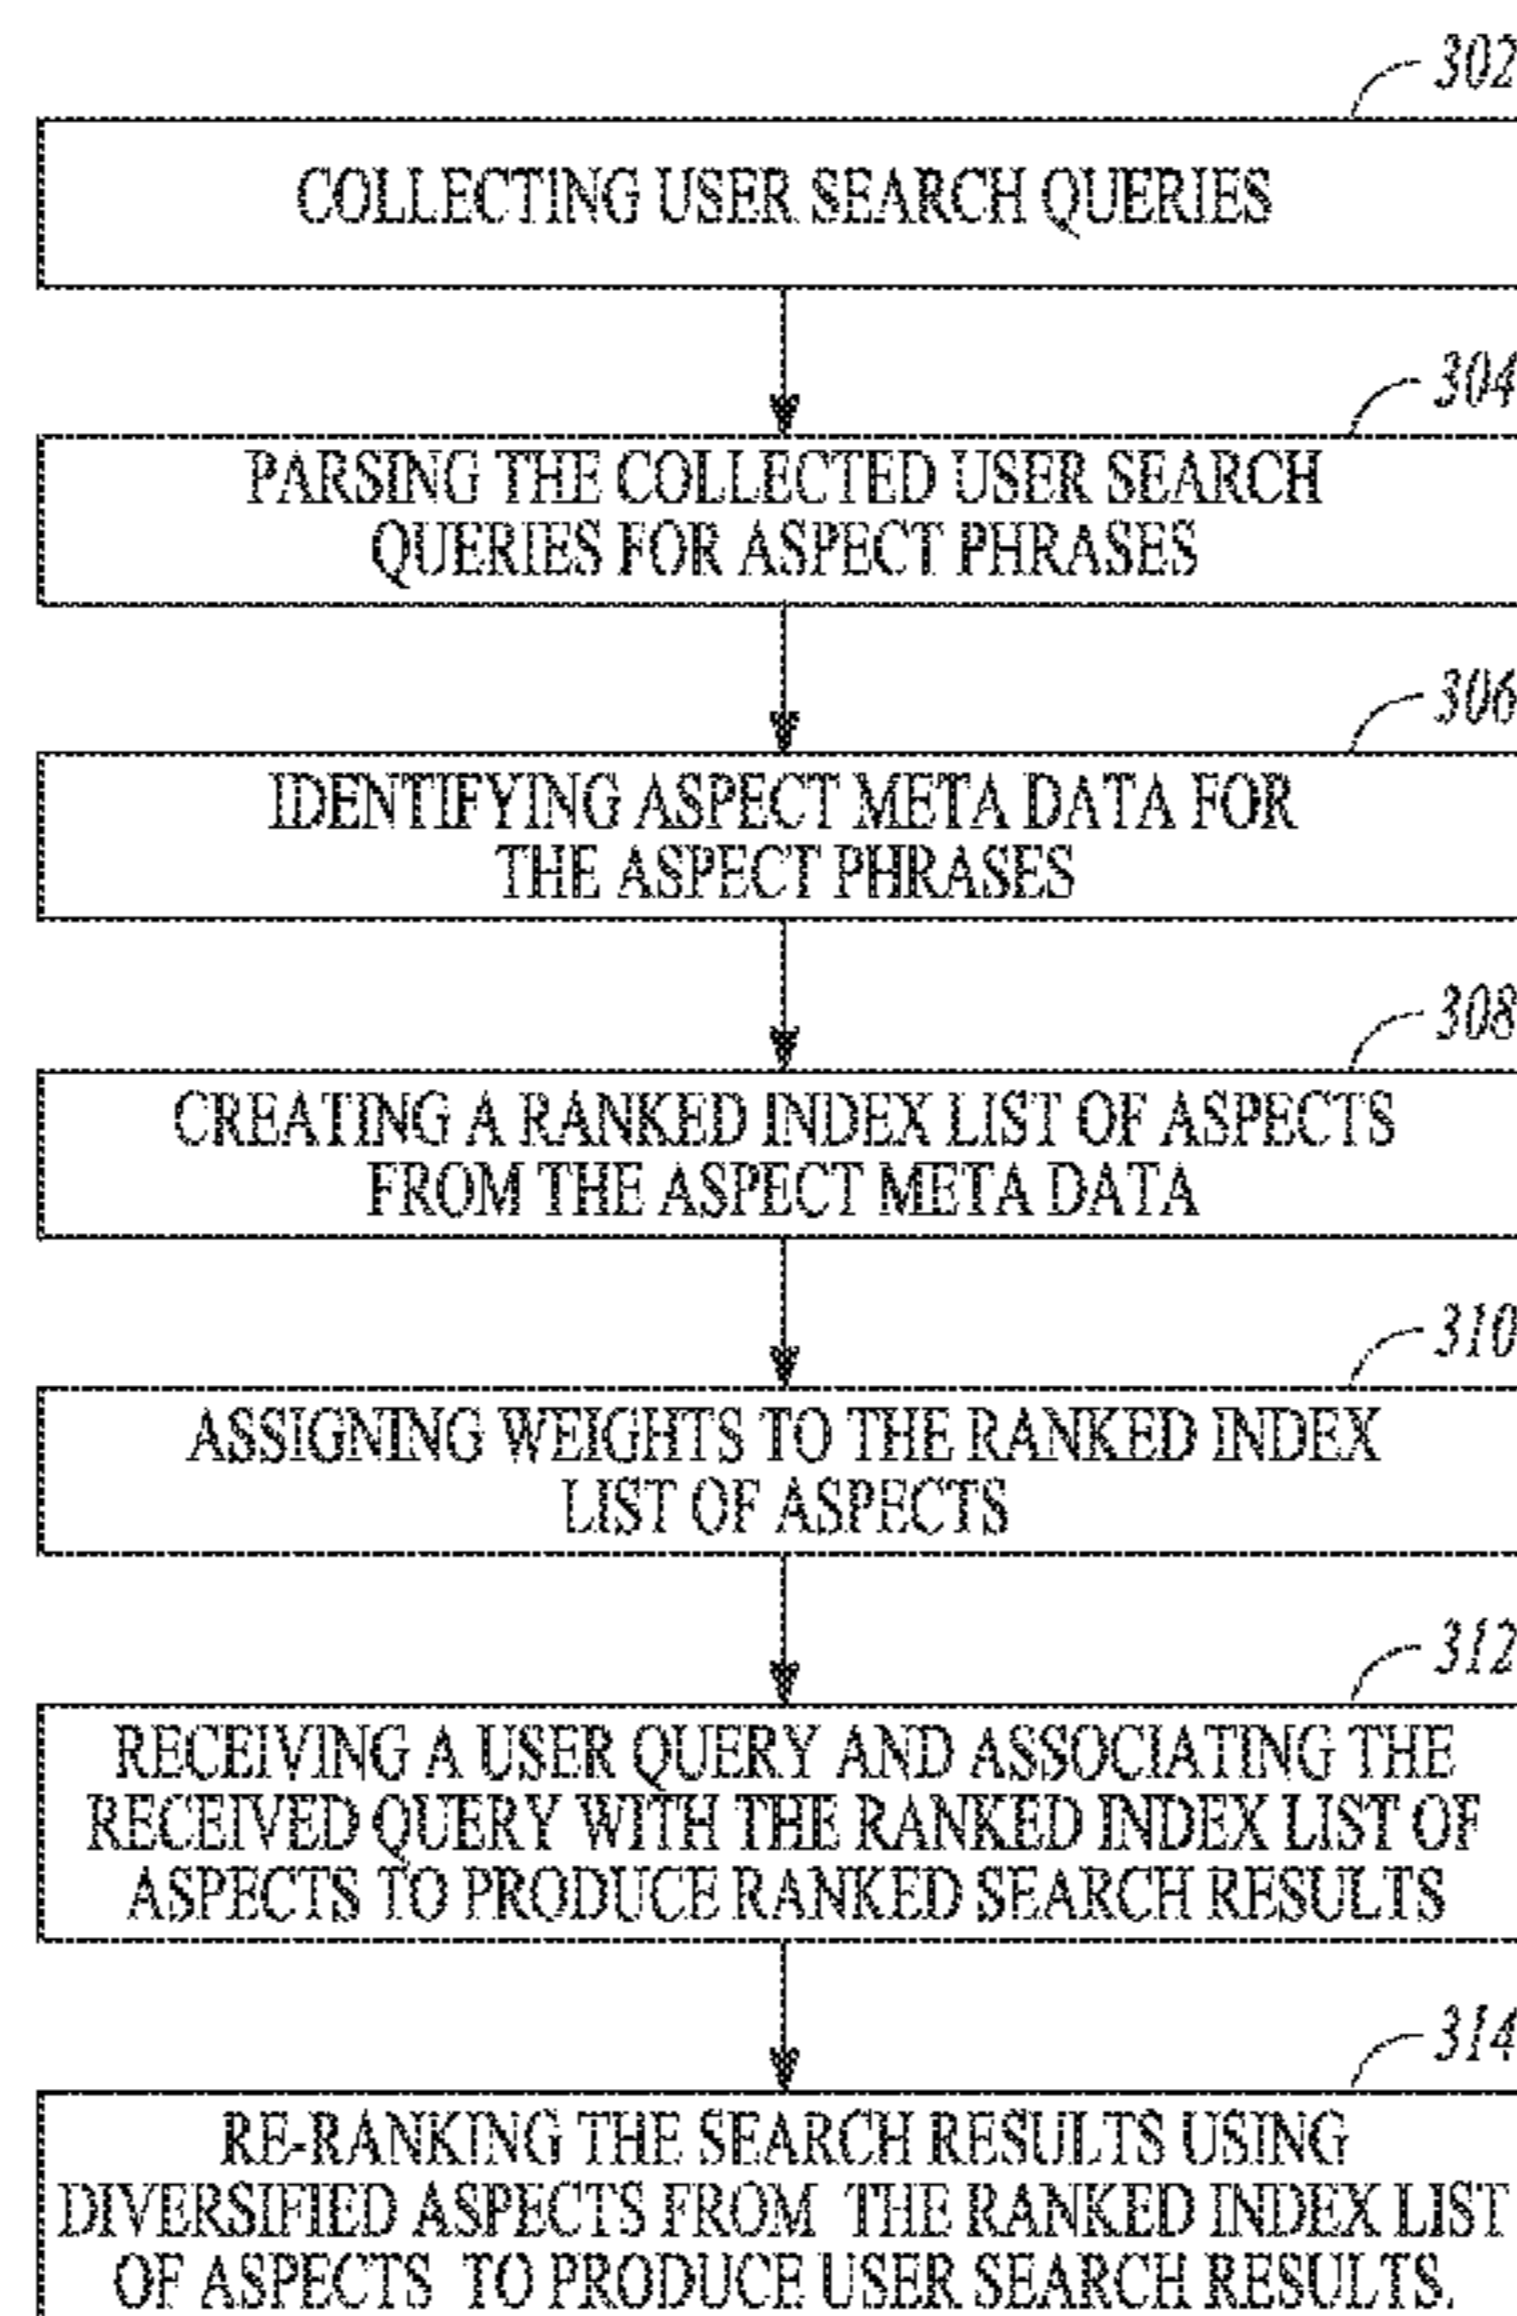 302
COLLECTING USER SEARCH QUERIES
304
PARSING THE COLLECTED USER SEARCH
QUERIES FOR ASPECT PHRASES
306
IDENTIFYING ASPECT META DATA FOR
THE ASPECT PHRASES
308
CREATING A RANKED INDEX LIST OF ASPECTS
FROM THE ASPECT META DATA
310
ASSIGNING WEIGHTS TO THE RANKED INDEX
LIST OF ASPECTS
312
RECEIVING A USER QUERY AND ASSOCIATING THE
RECEIVED QUERY WITH THE RANKED INDEX LIST OF
ASPECTS TO PRODUCE RANKED SEARCH RESULTS
314
RE-RANKING THE SEARCH RESULTS USING
DIVERSIFIED ASPECTS FROM THE RANKED INDEX LIST
OF ASPECTS TO PRODUCE USER SEARCH RESULTS.